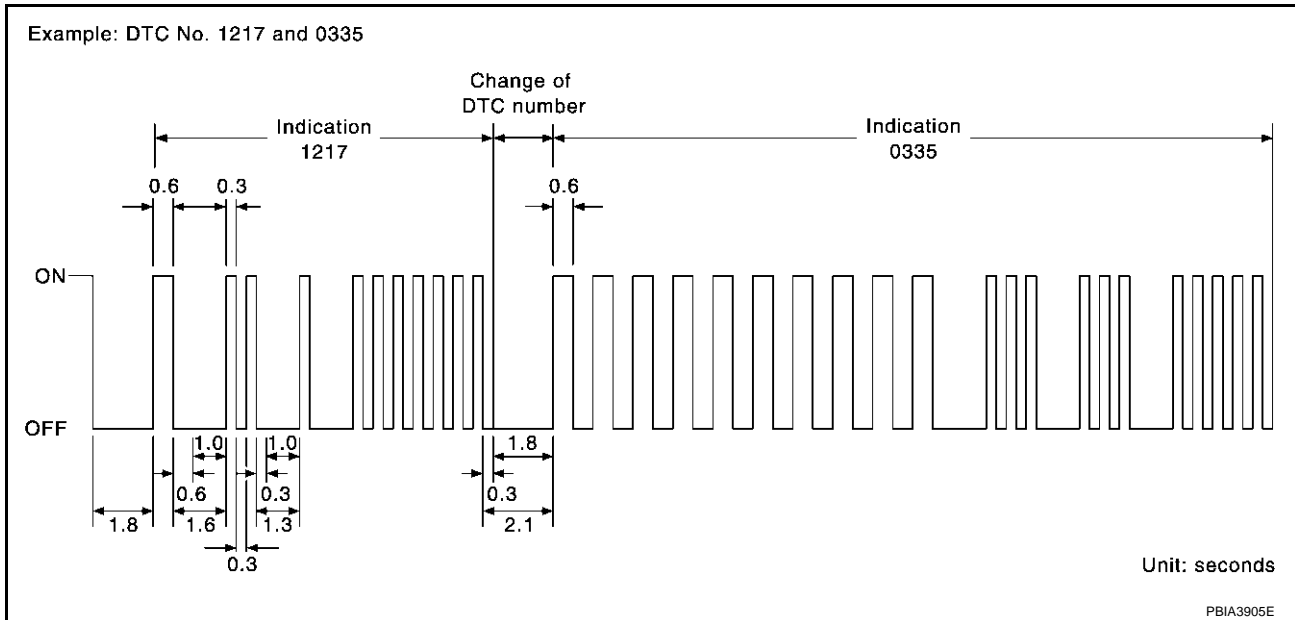 Example: DTC No. 1217 and 0335
Change of
DTC number
Indication
1217
Indication
0335
0.6
0.3
0.6
ON
OFF
1.0
1.0
1.8
0.6
0.3
0.3
1.8
1.6
1.3
2.1
0.3
Unit: seconds
PBIA3905E